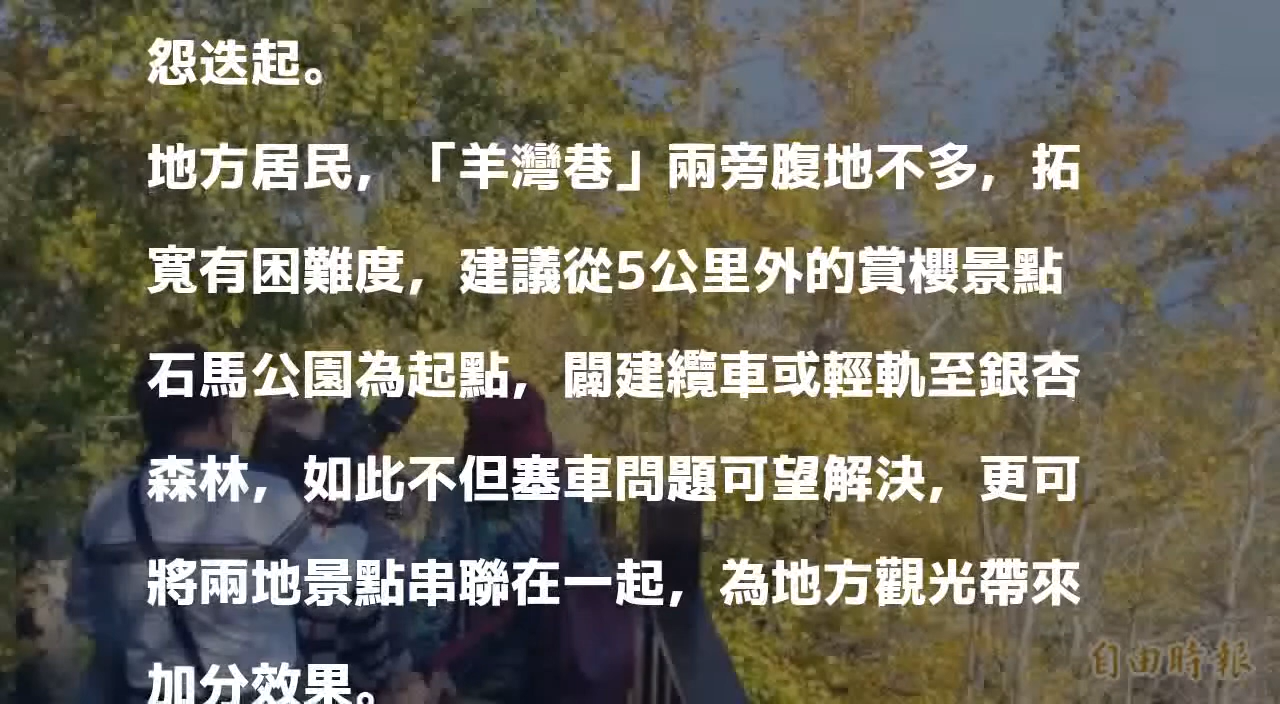 怨迭起。
地方居民，「羊灣巷」兩旁腹地不多，拓
寬有困難度，建議從5公里外的賞櫻景點
石馬公園為起點，闢建纜車或輕軌至銀杏
森林，如此不但塞車問題可望解決，更可
將兩地景點串聯在一起，為地方觀光帶來
加分效果。
自由時報